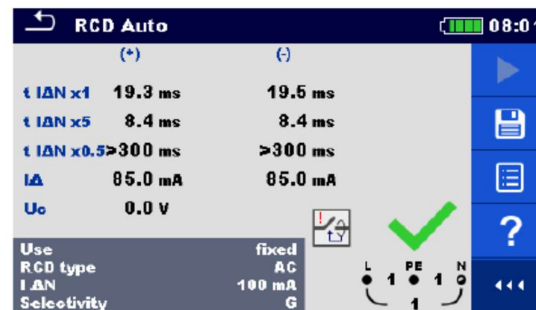 RCD Auto 08:01
(+) (-)
t IΔN x1 19.3 ms 19.5 ms
t IΔN x5 8.4 ms 8.4 ms
t IΔN x0.5 >300 ms >300 ms
IΔ 85.0 mA 85.0 mA
Uc 0.0 V
Use fixed
RCD type AC
I ΔN 100 mA
Selectivity G
L PE N
1 1
1
?